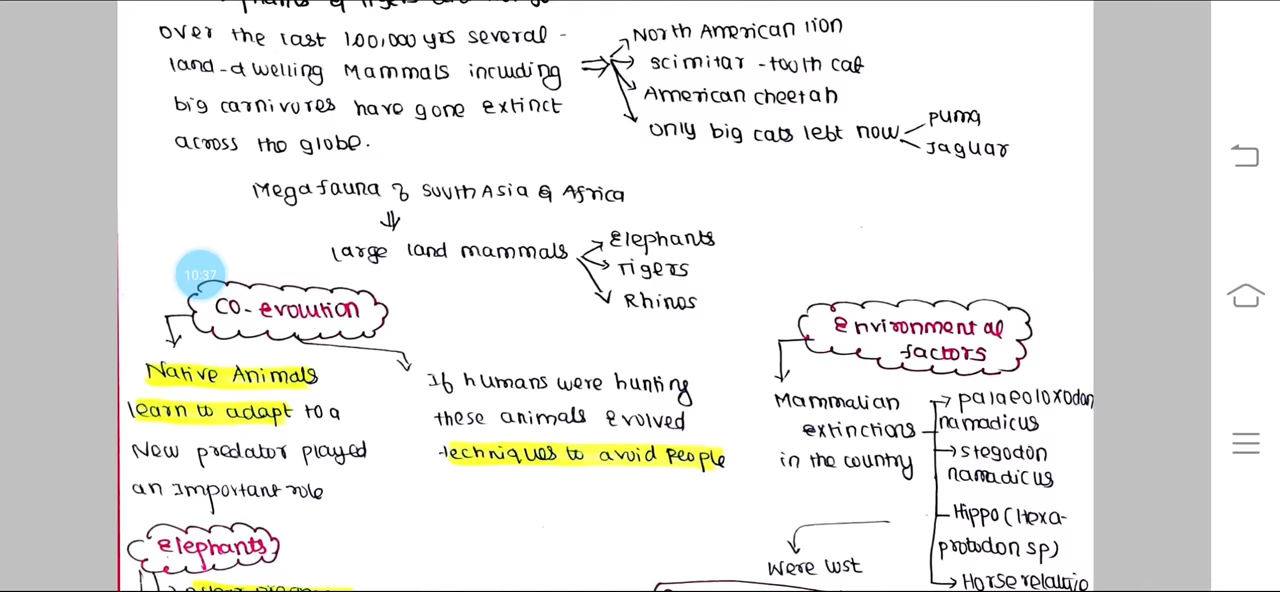 over the last 1,00,000 yrs several -
land-dwelling Mammals including
big carnivores have gone extinct
across the globe.
North American lion
scimitar -tooth cat
American cheetah
only big cats left now
puma
Jaguar
Megafauna of South Asia & Africa
large land mammals
Elephants
Tigers
Rhinos
10:37
CO-evolution
Native Animals
learn to adapt to a
New predator played
an important role
If humans were hunting
these animals evolved
techniques to avoid people
Environmental
factors
Mammalian
extinctions
in the country
palaeoloxodon
namadicus
stegodon
namadicus
Hippo (Hexa-
protodon sp)
Horse
were lost
elephants